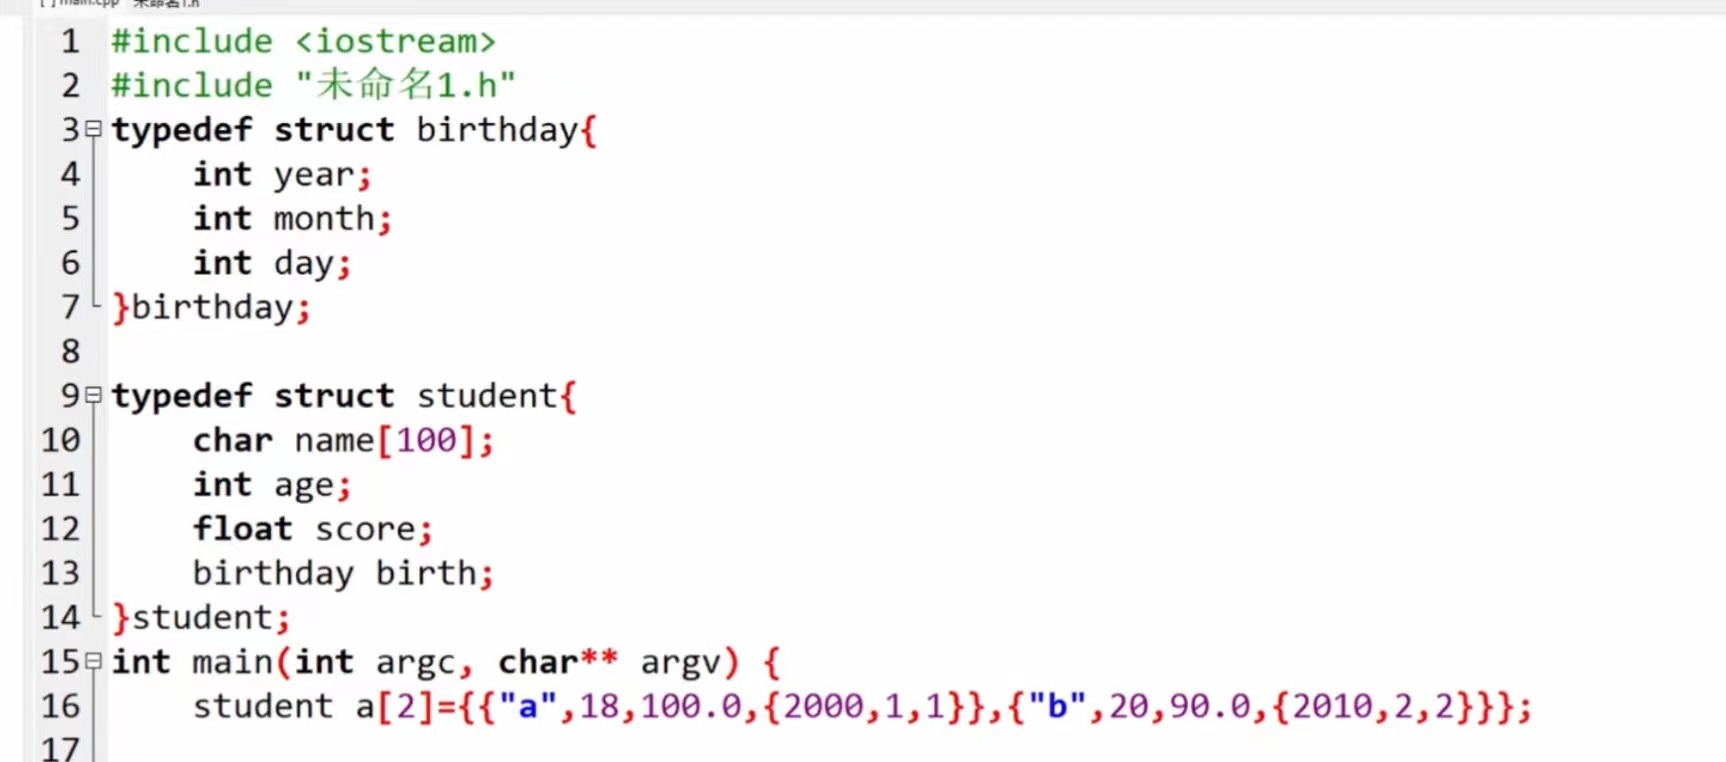 main.cpp 未命名1.h
1 #include <iostream>
2 #include "未命名1.h"
3 typedef struct birthday{
4 int year;
5 int month;
6 int day;
7 }birthday;
8
9 typedef struct student{
10 char name[100];
11 int age;
12 float score;
13 birthday birth;
14 }student;
15 int main(int argc, char** argv) {
16 student a[2]={{"a",18,100.0,{2000,1,1}},{"b",20,90.0,{2010,2,2}}};
17